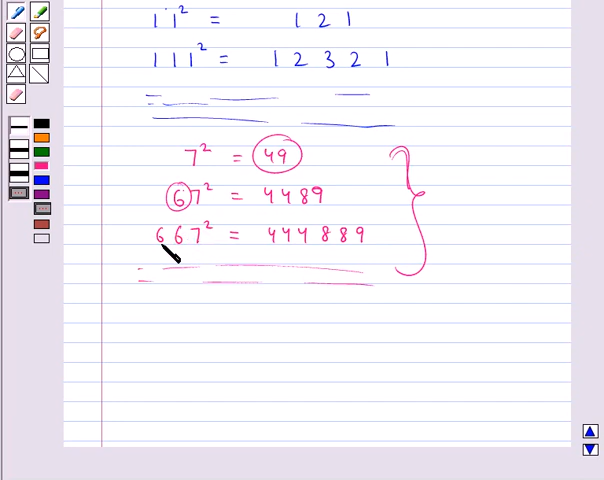 11² = 121
111² = 12321
7² = 49
67² = 4489
667² = 444889